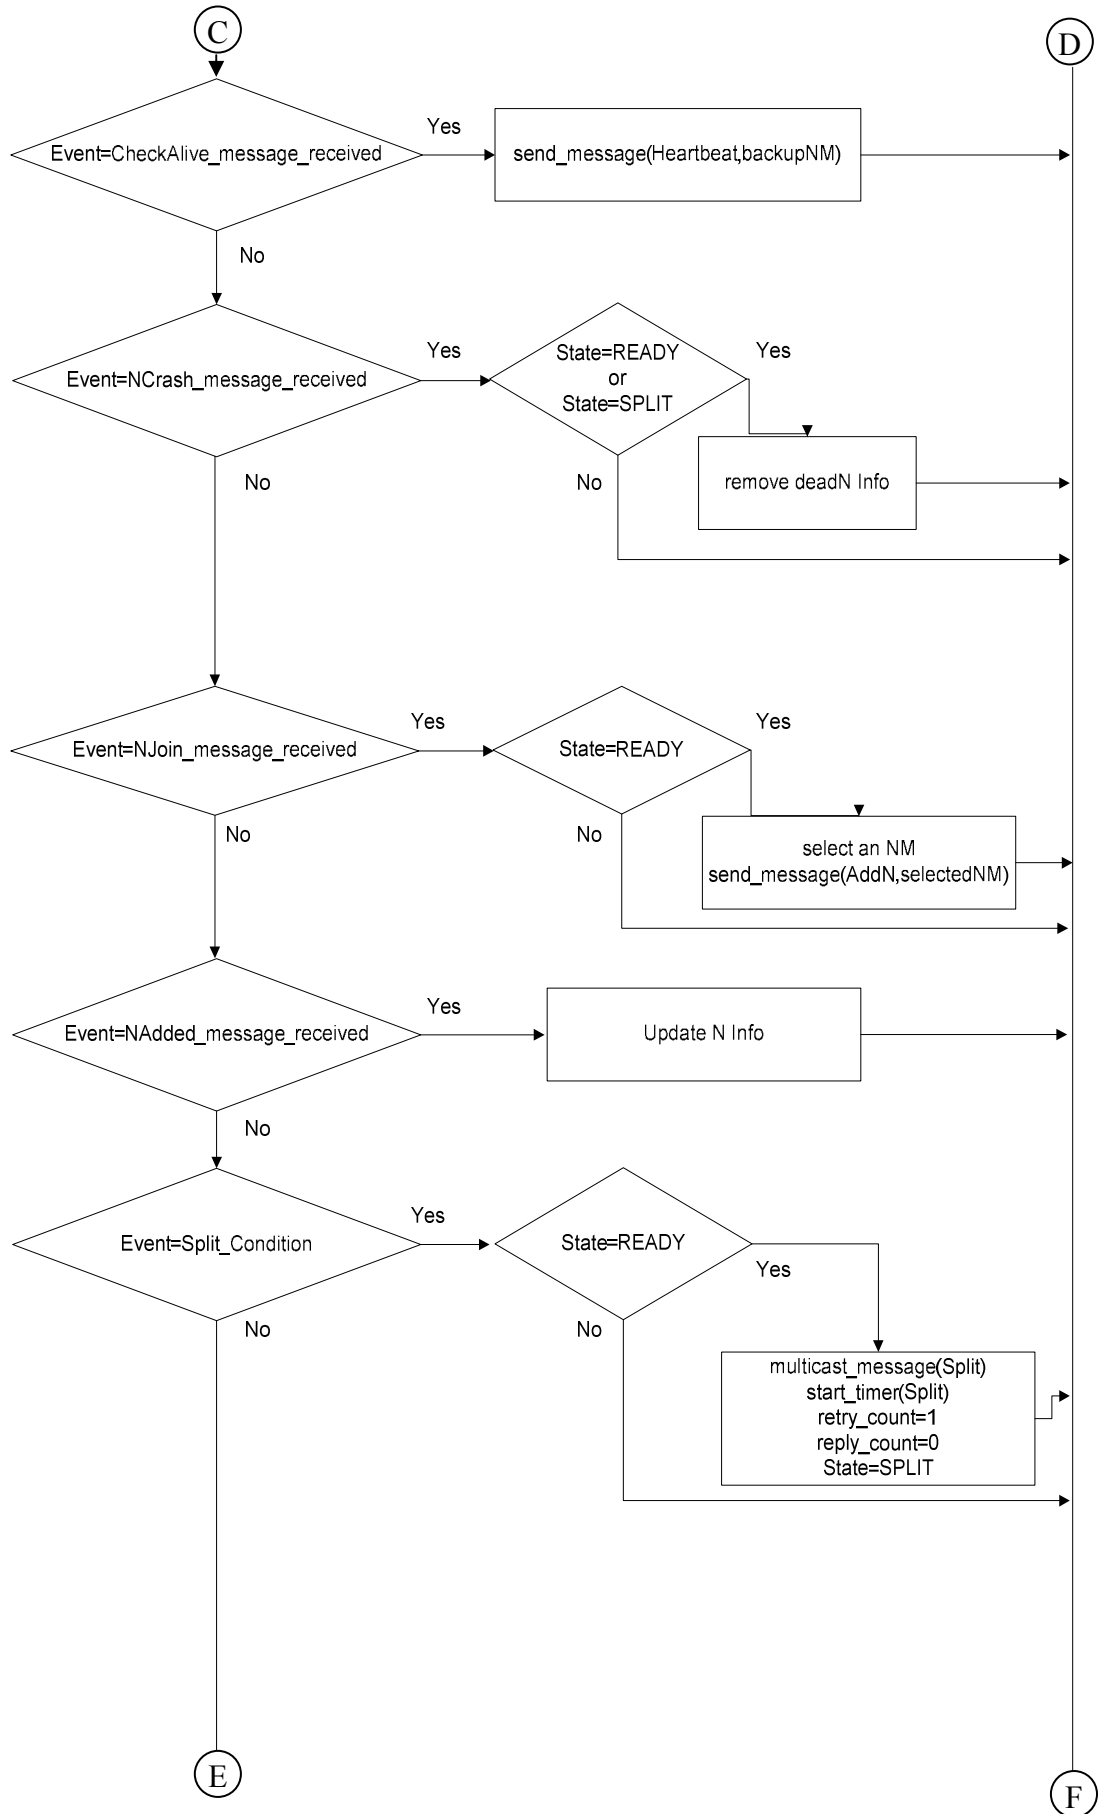 C
D
Yes
Event=CheckAlive_message_received
send_message(Heartbeat,backupNM)
No
Yes
State=READY
or
State=SPLIT
Yes
Event=NCrash_message_received
No
No
remove deadN Info
Yes
Yes
Event=NJoin_message_received
State=READY
No
No
select an NM
send_message(AddN,selectedNM)
Yes
Event=NAdded_message_received
Update N Info
No
Yes
Event=Split_Condition
State=READY
Yes
No
No
multicast_message(Split)
start_timer(Split)
retry_count=1
reply_count=0
State=SPLIT
E
F